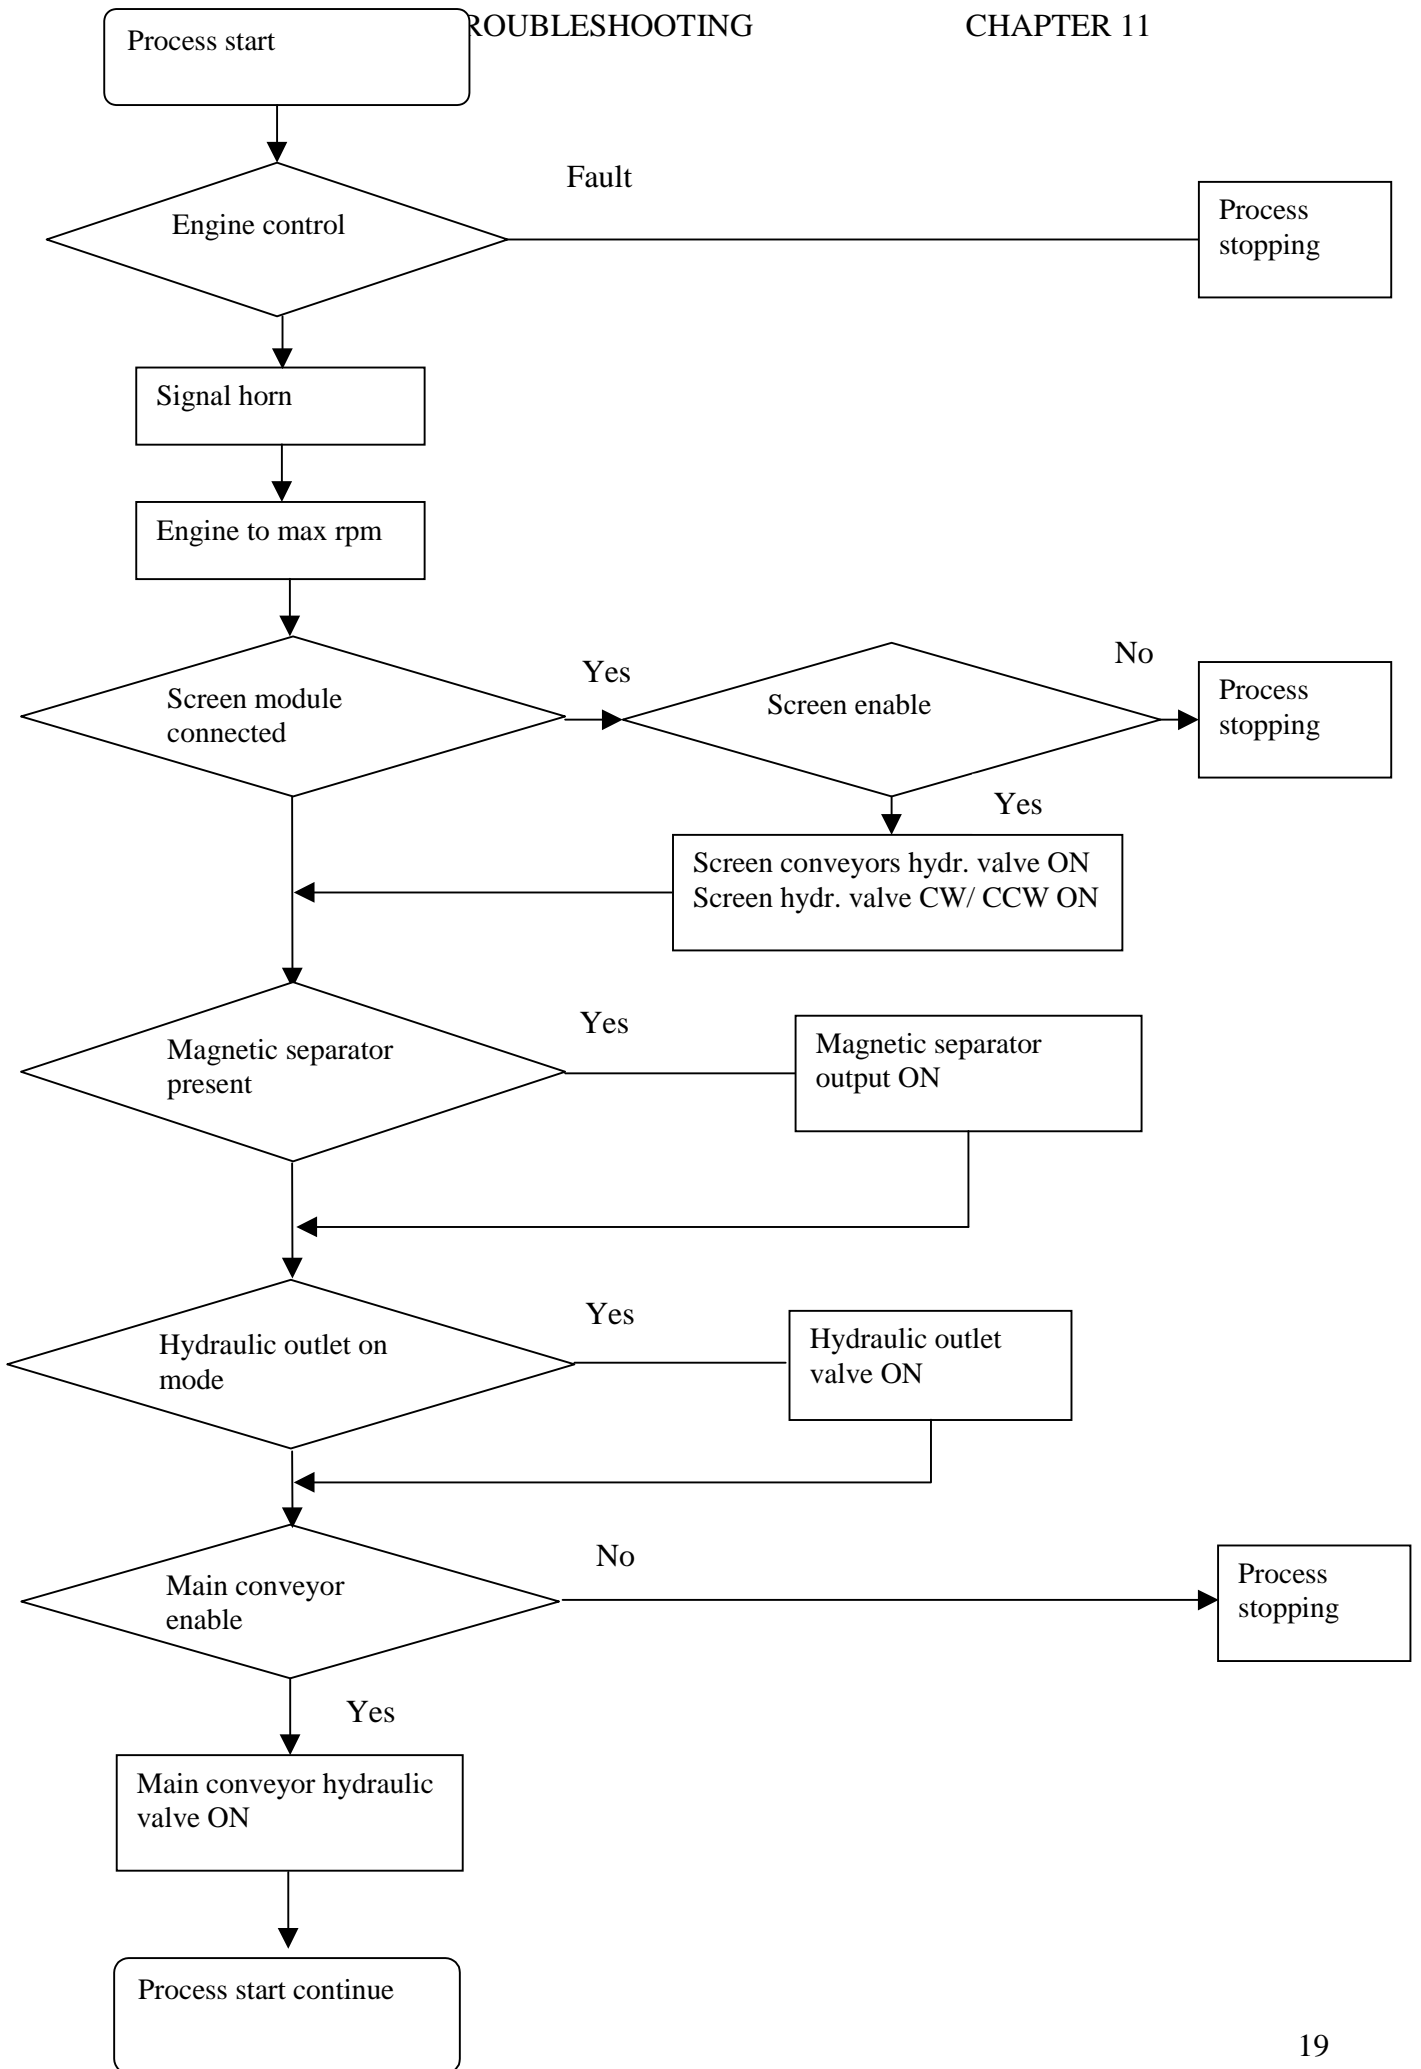 ROUBLESHOOTING CHAPTER 11
Process start
Fault
Engine control
Process
stopping
Signal horn
Engine to max rpm
Screen module
connected
Yes
Screen enable
No
Process
stopping
Yes
Screen conveyors hydr. valve ON
Screen hydr. valve CW/ CCW ON
Magnetic separator
present
Yes
Magnetic separator
output ON
Hydraulic outlet on
mode
Yes
Hydraulic outlet
valve ON
Main conveyor
enable
No
Process
stopping
Yes
Main conveyor hydraulic
valve ON
Process start continue
19